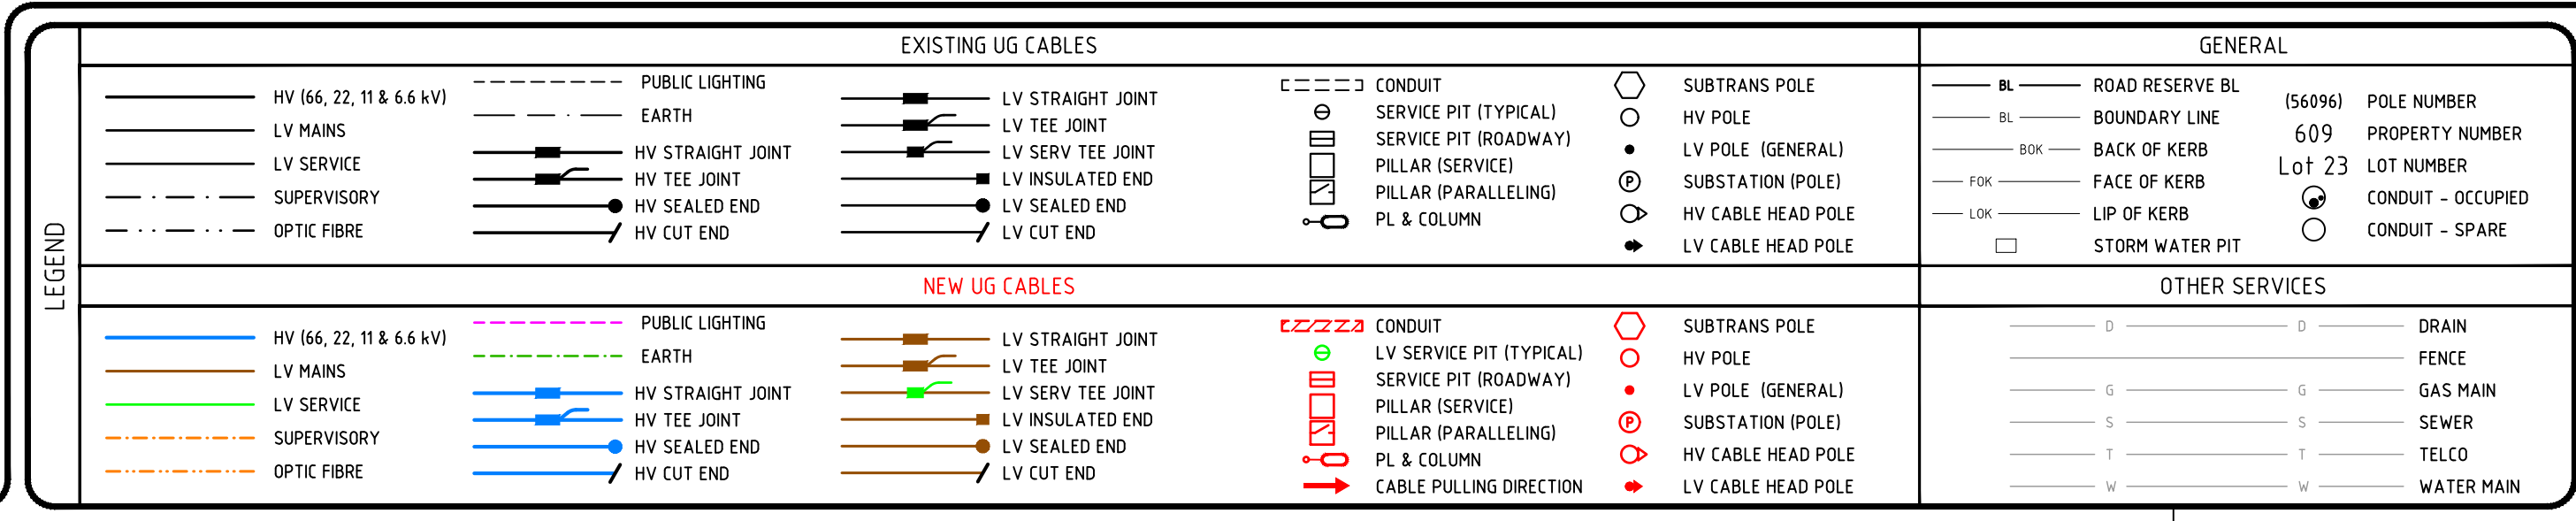 LEGEND
EXISTING UG CABLES
HV (66, 22, 11 & 6.6 kV)
LV MAINS
LV SERVICE
SUPERVISORY
OPTIC FIBRE
PUBLIC LIGHTING
EARTH
HV STRAIGHT JOINT
HV TEE JOINT
HV SEALED END
HV CUT END
LV STRAIGHT JOINT
LV TEE JOINT
LV SERV TEE JOINT
LV INSULATED END
LV SEALED END
LV CUT END
CONDUIT
SERVICE PIT (TYPICAL)
SERVICE PIT (ROADWAY)
PILLAR (SERVICE)
PILLAR (PARALLELING)
PL & COLUMN
SUBTRANS POLE
HV POLE
LV POLE (GENERAL)
P SUBSTATION (POLE)
HV CABLE HEAD POLE
LV CABLE HEAD POLE
GENERAL
BL ROAD RESERVE BL
BL BOUNDARY LINE
BOK BACK OF KERB
FOK FACE OF KERB
LOK LIP OF KERB
STORM WATER PIT
(56096) POLE NUMBER
609 PROPERTY NUMBER
Lot 23 LOT NUMBER
CONDUIT - OCCUPIED
CONDUIT - SPARE
NEW UG CABLES
HV (66, 22, 11 & 6.6 kV)
LV MAINS
LV SERVICE
SUPERVISORY
OPTIC FIBRE
PUBLIC LIGHTING
EARTH
HV STRAIGHT JOINT
HV TEE JOINT
HV SEALED END
HV CUT END
LV STRAIGHT JOINT
LV TEE JOINT
LV SERV TEE JOINT
LV INSULATED END
LV SEALED END
LV CUT END
CONDUIT
LV SERVICE PIT (TYPICAL)
SERVICE PIT (ROADWAY)
PILLAR (SERVICE)
PILLAR (PARALLELING)
PL & COLUMN
CABLE PULLING DIRECTION
SUBTRANS POLE
HV POLE
LV POLE (GENERAL)
P SUBSTATION (POLE)
HV CABLE HEAD POLE
LV CABLE HEAD POLE
OTHER SERVICES
D D DRAIN
FENCE
G G GAS MAIN
S S SEWER
T T TELCO
W W WATER MAIN